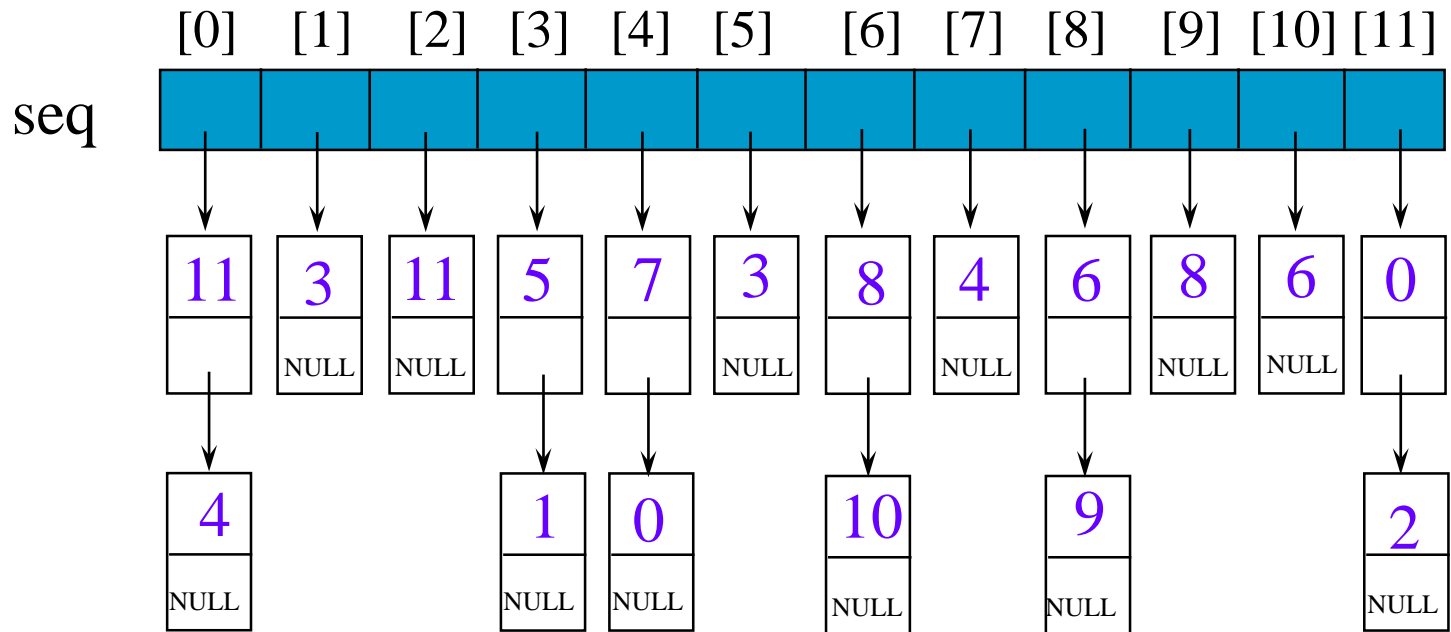 [0] [1] [2] [3] [4] [5] [6] [7] [8] [9] [10] [11]
seq
11 3 11 5 7 3 8 4 6 8 6 0
NULL NULL NULL NULL NULL NULL
4 1 0 10 9 2
NULL NULL NULL NULL NULL NULL